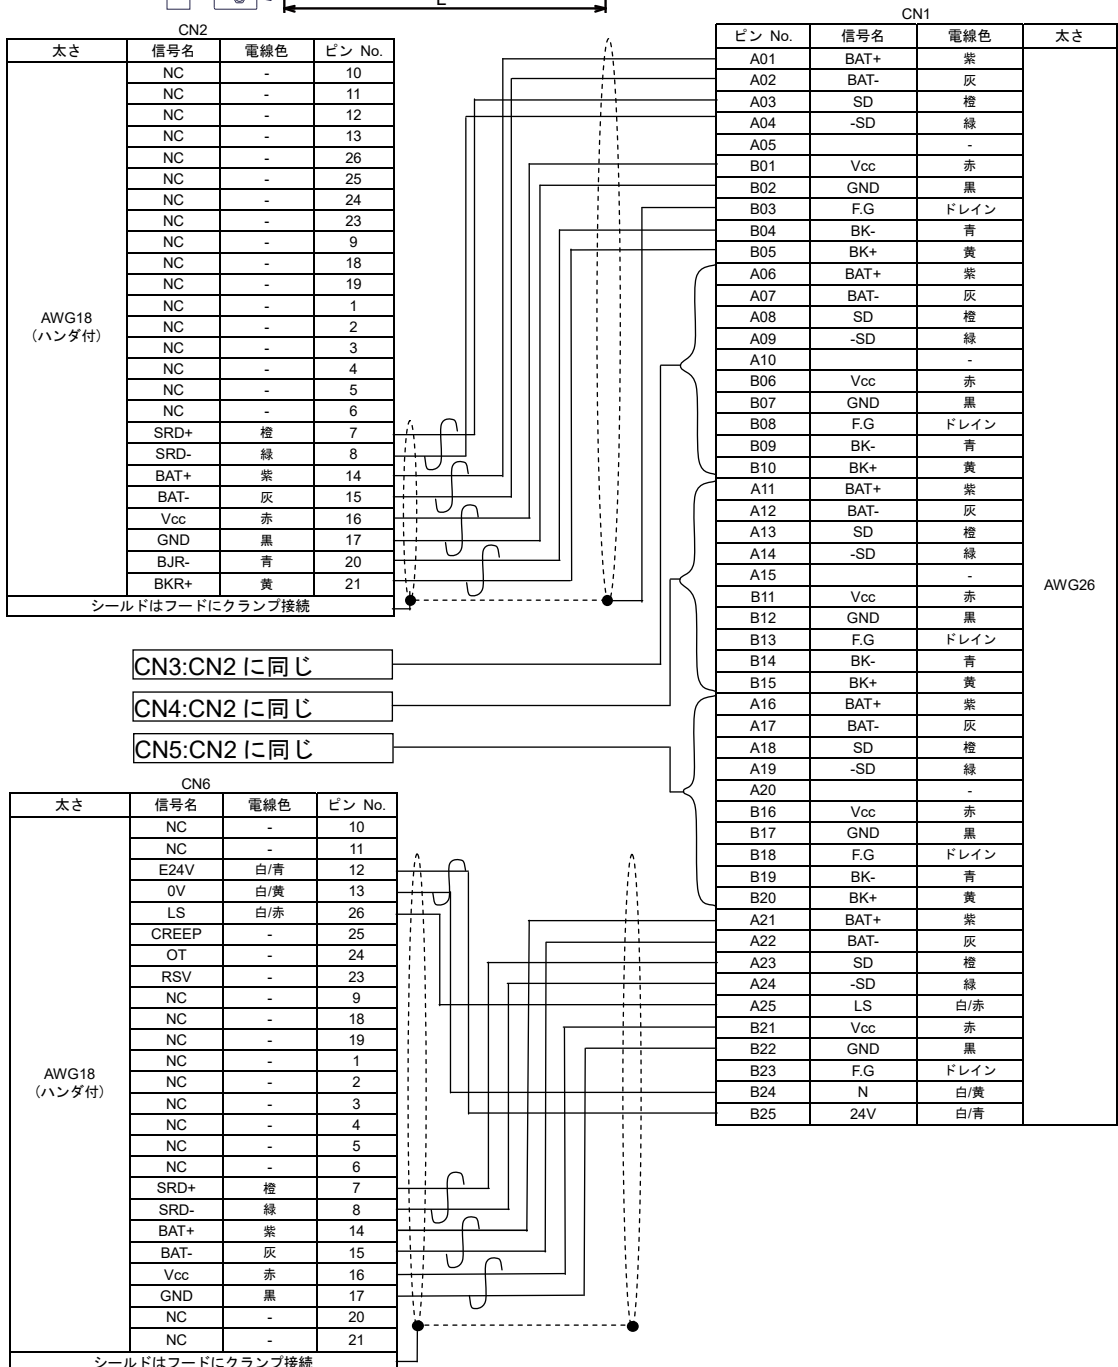 L
CN2
太さ 信号名 電線色 ピン No.
AWG18
（ハンダ付）
NC - 10
NC - 11
NC - 12
NC - 13
NC - 26
NC - 25
NC - 24
NC - 23
NC - 9
NC - 18
NC - 19
NC - 1
NC - 2
NC - 3
NC - 4
NC - 5
NC - 6
SRD+ 橙 7
SRD- 緑 8
BAT+ 紫 14
BAT- 灰 15
Vcc 赤 16
GND 黒 17
BJR- 青 20
BKR+ 黄 21
シールドはフードにクランプ接続
CN3:CN2 に同じ
CN4:CN2 に同じ
CN5:CN2 に同じ
CN6
太さ 信号名 電線色 ピン No.
AWG18
（ハンダ付）
NC - 10
NC - 11
E24V 白/青 12
0V 白/黄 13
LS 白/赤 26
CREEP - 25
OT - 24
RSV - 23
NC - 9
NC - 18
NC - 19
NC - 1
NC - 2
NC - 3
NC - 4
NC - 5
NC - 6
SRD+ 橙 7
SRD- 緑 8
BAT+ 紫 14
BAT- 灰 15
Vcc 赤 16
GND 黒 17
NC - 20
NC - 21
シールドはフードにクランプ接続
CN1
ピン No. 信号名 電線色 太さ
A01 BAT+ 紫
A02 BAT- 灰
A03 SD 橙
A04 -SD 緑
A05 -
B01 Vcc 赤
B02 GND 黒
B03 F.G ドレイン
B04 BK- 青
B05 BK+ 黄
A06 BAT+ 紫
A07 BAT- 灰
A08 SD 橙
A09 -SD 緑
A10 -
B06 Vcc 赤
B07 GND 黒
B08 F.G ドレイン
B09 BK- 青
B10 BK+ 黄
A11 BAT+ 紫
A12 BAT- 灰
A13 SD 橙
A14 -SD 緑
A15 -
B11 Vcc 赤
B12 GND 黒
B13 F.G ドレイン
B14 BK- 青
B15 BK+ 黄
A16 BAT+ 紫
A17 BAT- 灰
A18 SD 橙
A19 -SD 緑
A20 -
B16 Vcc 赤
B17 GND 黒
B18 F.G ドレイン
B19 BK- 青
B20 BK+ 黄
A21 BAT+ 紫
A22 BAT- 灰
A23 SD 橙
A24 -SD 緑
A25 LS 白/赤
B21 Vcc 赤
B22 GND 黒
B23 F.G ドレイン
B24 N 白/黄
B25 24V 白/青
AWG26